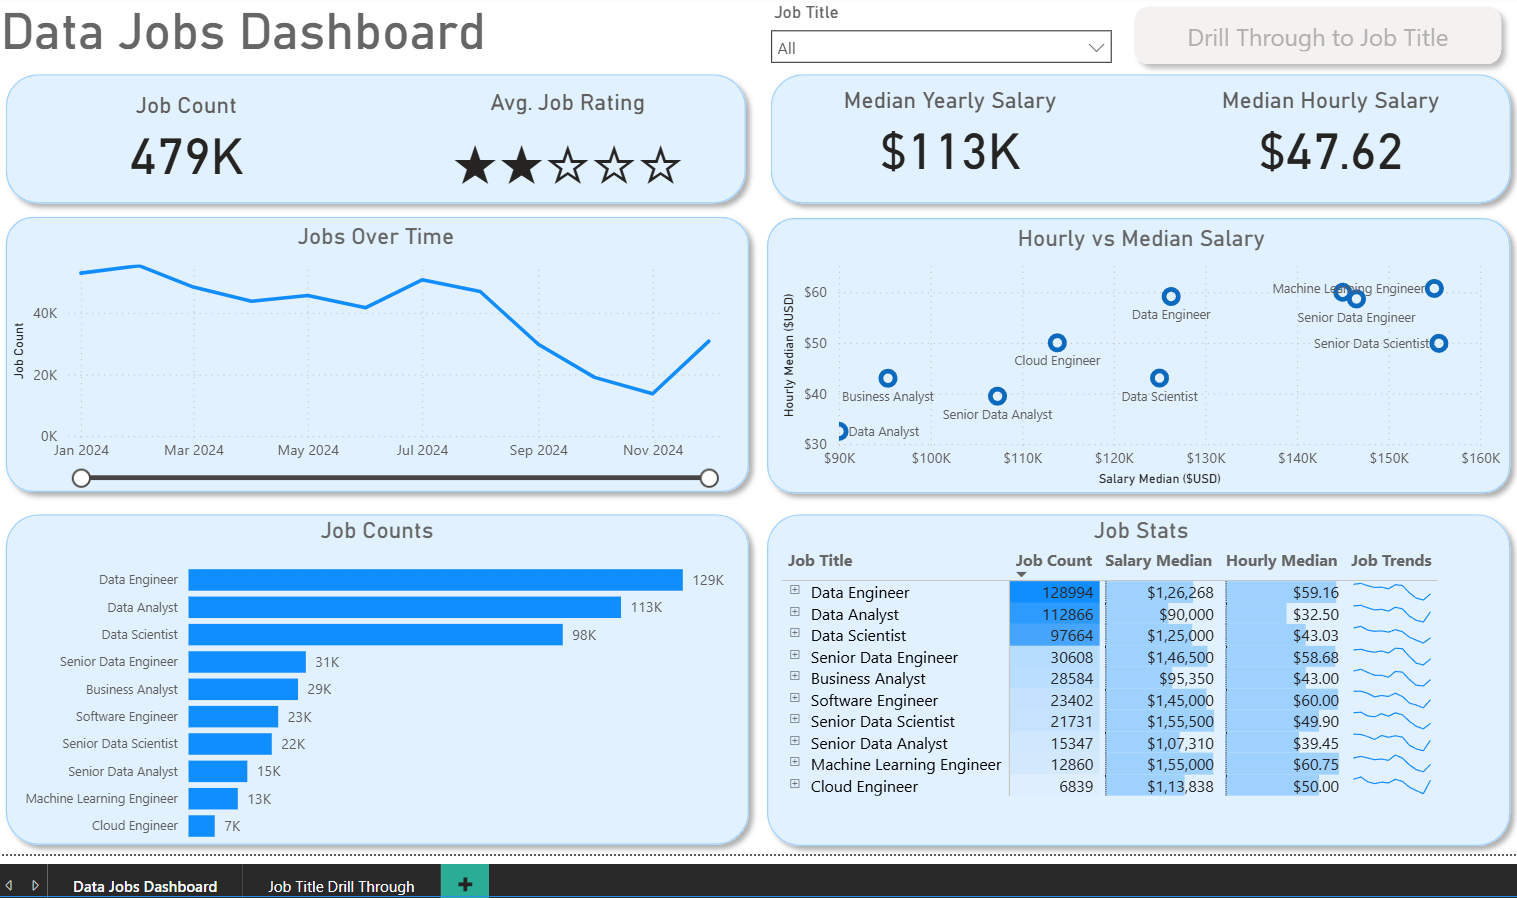 Data Jobs Dashboard
Job Title
All
Drill Through to Job Title
Job Count
479K
Avg. Job Rating
Median Yearly Salary
$113K
Median Hourly Salary
$47.62
Jobs Over Time
Job Count
40K
20K
0K
Jan 2024 Mar 2024 May 2024 Jul 2024 Sep 2024 Nov 2024
Hourly vs Median Salary
Hourly Median ($USD)
$60
$50
$40
$30
Machine Learning Engineer
Data Engineer
Senior Data Engineer
Senior Data Scientist
Cloud Engineer
Business Analyst
Data Scientist
Senior Data Analyst
Data Analyst
$90K $100K $110K $120K $130K $140K $150K $160K
Salary Median ($USD)
Job Counts
Data Engineer 129K
Data Analyst 113K
Data Scientist 98K
Senior Data Engineer 31K
Business Analyst 29K
Software Engineer 23K
Senior Data Scientist 22K
Senior Data Analyst 15K
Machine Learning Engineer 13K
Cloud Engineer 7K
Job Stats
Job Title Job Count Salary Median Hourly Median Job Trends
Data Engineer 128994 $1,26,268 $59.16
Data Analyst 112866 $90,000 $32.50
Data Scientist 97664 $1,25,000 $43.03
Senior Data Engineer 30608 $1,46,500 $58.68
Business Analyst 28584 $95,350 $43.00
Software Engineer 23402 $1,45,000 $60.00
Senior Data Scientist 21731 $1,55,500 $49.90
Senior Data Analyst 15347 $1,07,310 $39.45
Machine Learning Engineer 12860 $1,55,000 $60.75
Cloud Engineer 6839 $1,13,838 $50.00
Data Jobs Dashboard
Job Title Drill Through